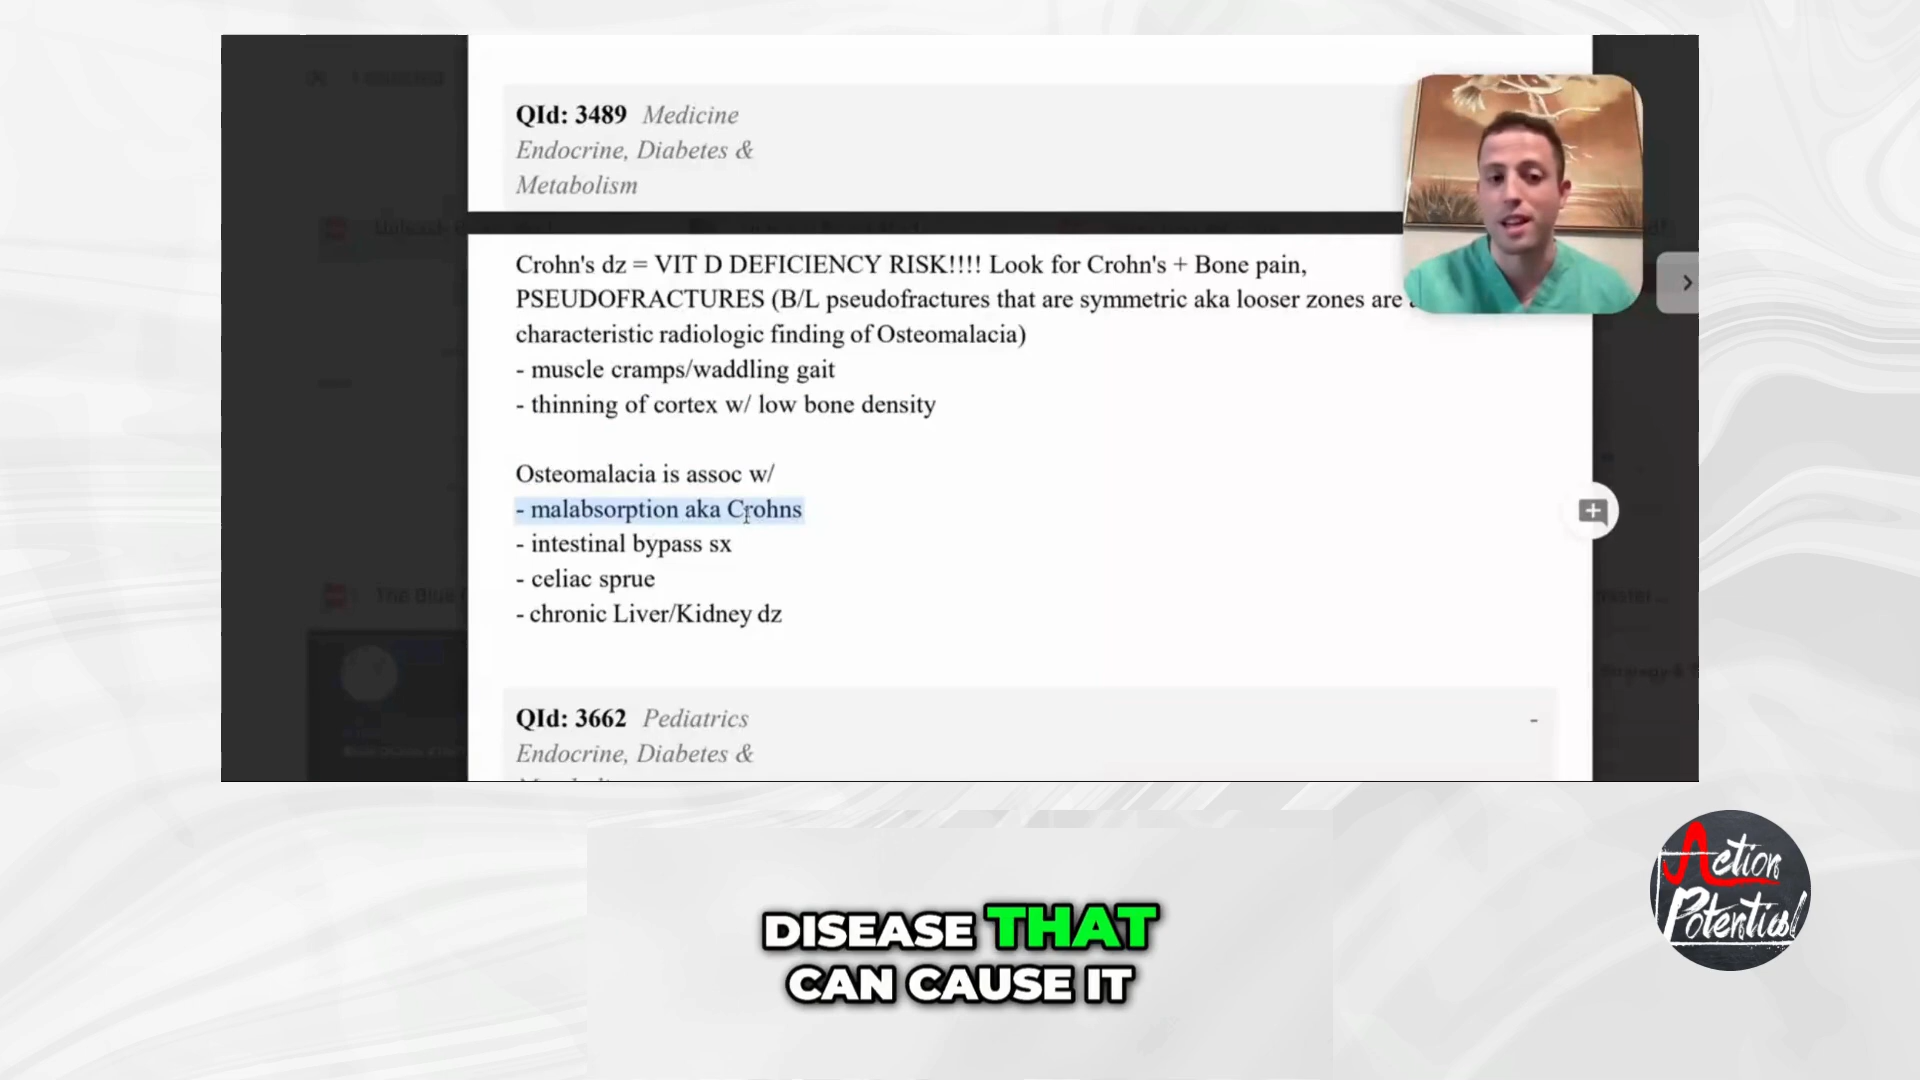 QId: 3489 Medicine
Endocrine, Diabetes &
Metabolism
Crohn's dz = VIT D DEFICIENCY RISK!!!! Look for Crohn's + Bone pain,
PSEUDOFRACTURES (B/L pseudofractures that are symmetric aka looser zones are
characteristic radiologic finding of Osteomalacia)
- muscle cramps/waddling gait
- thinning of cortex w/ low bone density
Osteomalacia is assoc w/
- malabsorption aka Crohns
- intestinal bypass sx
- celiac sprue
- chronic Liver/Kidney dz
QId: 3662 Pediatrics -
Endocrine, Diabetes &
The Blue
Action
Potential
DISEASE THAT
CAN CAUSE IT